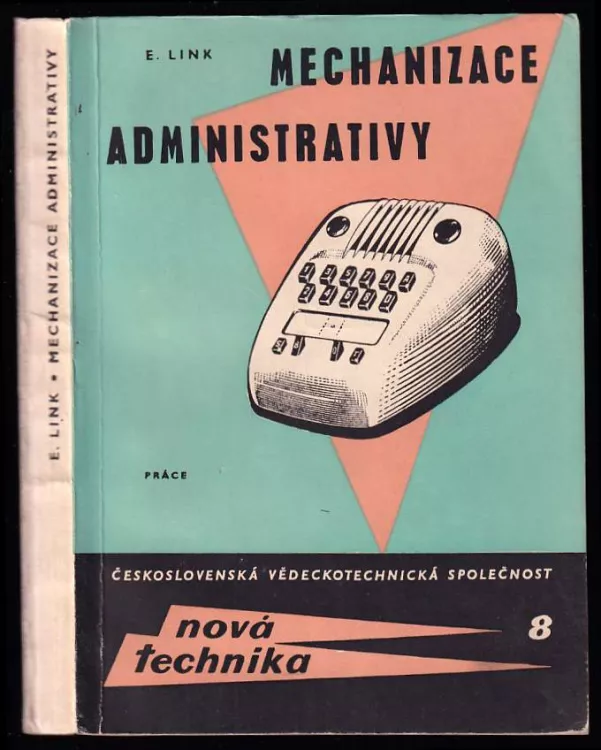 E. LINK • MECHANIZACE ADMINISTRATIVY
E. LINK
MECHANIZACE
ADMINISTRATIVY
PRÁCE
ČESKOSLOVENSKÁ VĚDECKOTECHNICKÁ SPOLEČNOST
nová
technika
8